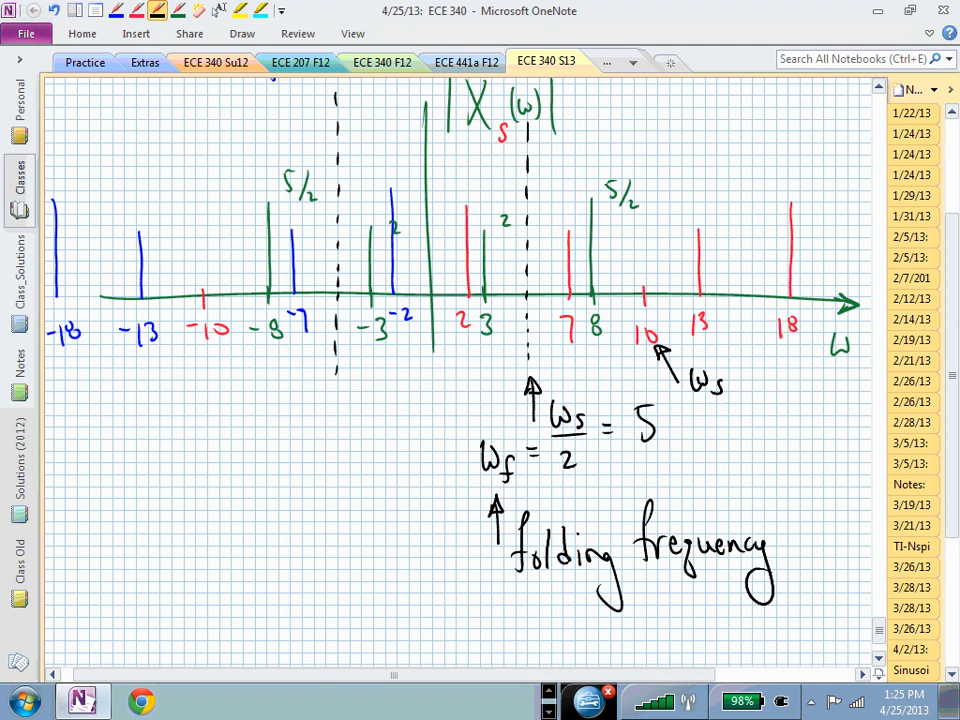 4/25/13: ECE 340 - Microsoft OneNote
File Home Insert Share Draw Review View
Practice Extras ECE 340 Su12 ECE 207 F12 ECE 340 F12 ECE 441a F12 ECE 340 S13 ...
Search All Notebooks (Ctrl+E)
Personal
Classes
Class_Solutions
Notes
Solutions (2012)
Class Old
N...
1/22/13
1/24/13
1/24/13
1/24/13
1/29/13
1/31/13
2/5/13:
2/5/13:
2/7/201
2/12/13
2/14/13
2/19/13
2/21/13
2/26/13
2/26/13
2/28/13
3/5/13:
3/5/13:
Notes:
3/19/13
3/21/13
TI-Nspi
3/26/13
3/28/13
3/28/13
3/26/13
4/2/13:
Sinusoi
|X_s(ω)|
5/2 5/2
2 2
-18 -13 -10 -8 -7 -3 -2 2 3 7 8 10 13 18
ω
ωs
ωf = ωs/2 = 5
folding frequency
98%
1:25 PM
4/25/2013